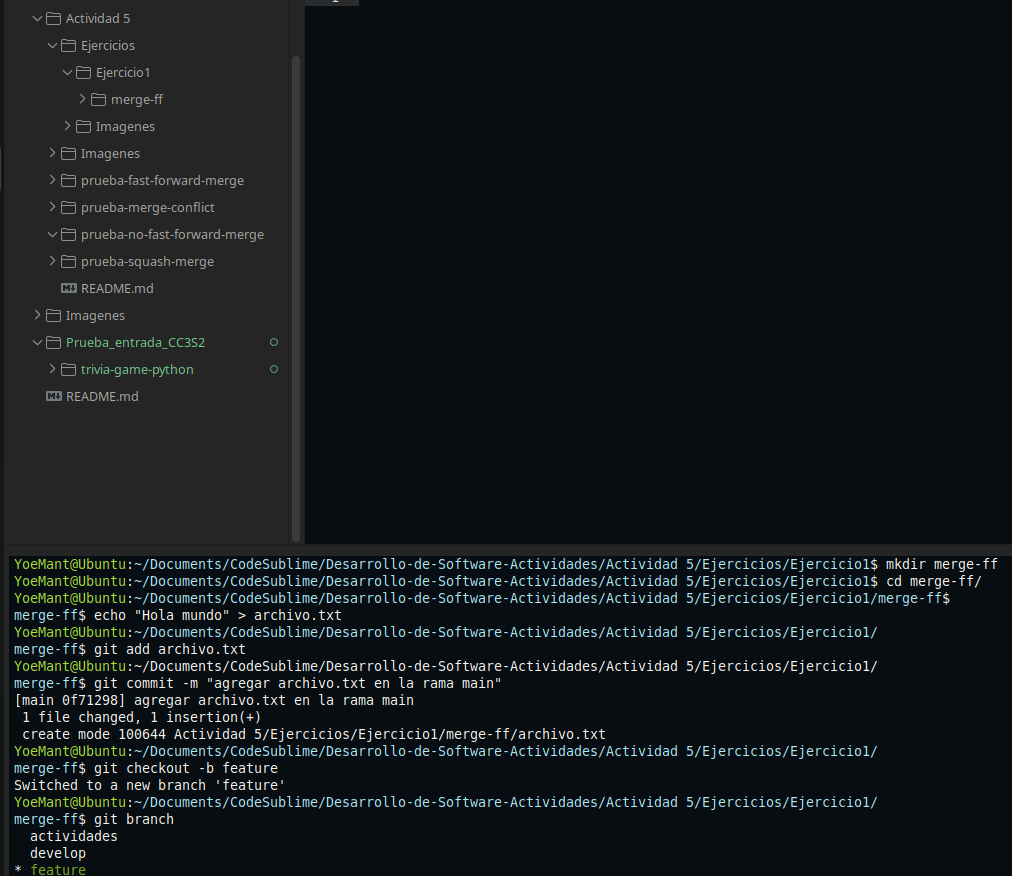 1
Actividad 5
Ejercicios
Ejercicio1
merge-ff
Imagenes
Imagenes
prueba-fast-forward-merge
prueba-merge-conflict
prueba-no-fast-forward-merge
prueba-squash-merge
README.md
Imagenes
Prueba_entrada_CC3S2
trivia-game-python
README.md
YoeMant@Ubuntu:~/Documents/CodeSublime/Desarrollo-de-Software-Actividades/Actividad 5/Ejercicios/Ejercicio1$ mkdir merge-ff
YoeMant@Ubuntu:~/Documents/CodeSublime/Desarrollo-de-Software-Actividades/Actividad 5/Ejercicios/Ejercicio1$ cd merge-ff/
YoeMant@Ubuntu:~/Documents/CodeSublime/Desarrollo-de-Software-Actividades/Actividad 5/Ejercicios/Ejercicio1/merge-ff$
merge-ff$ echo "Hola mundo" > archivo.txt
YoeMant@Ubuntu:~/Documents/CodeSublime/Desarrollo-de-Software-Actividades/Actividad 5/Ejercicios/Ejercicio1/
merge-ff$ git add archivo.txt
YoeMant@Ubuntu:~/Documents/CodeSublime/Desarrollo-de-Software-Actividades/Actividad 5/Ejercicios/Ejercicio1/
merge-ff$ git commit -m "agregar archivo.txt en la rama main"
[main 0f71298] agregar archivo.txt en la rama main
 1 file changed, 1 insertion(+)
 create mode 100644 Actividad 5/Ejercicios/Ejercicio1/merge-ff/archivo.txt
YoeMant@Ubuntu:~/Documents/CodeSublime/Desarrollo-de-Software-Actividades/Actividad 5/Ejercicios/Ejercicio1/
merge-ff$ git checkout -b feature
Switched to a new branch 'feature'
YoeMant@Ubuntu:~/Documents/CodeSublime/Desarrollo-de-Software-Actividades/Actividad 5/Ejercicios/Ejercicio1/
merge-ff$ git branch
  actividades
  develop
* feature